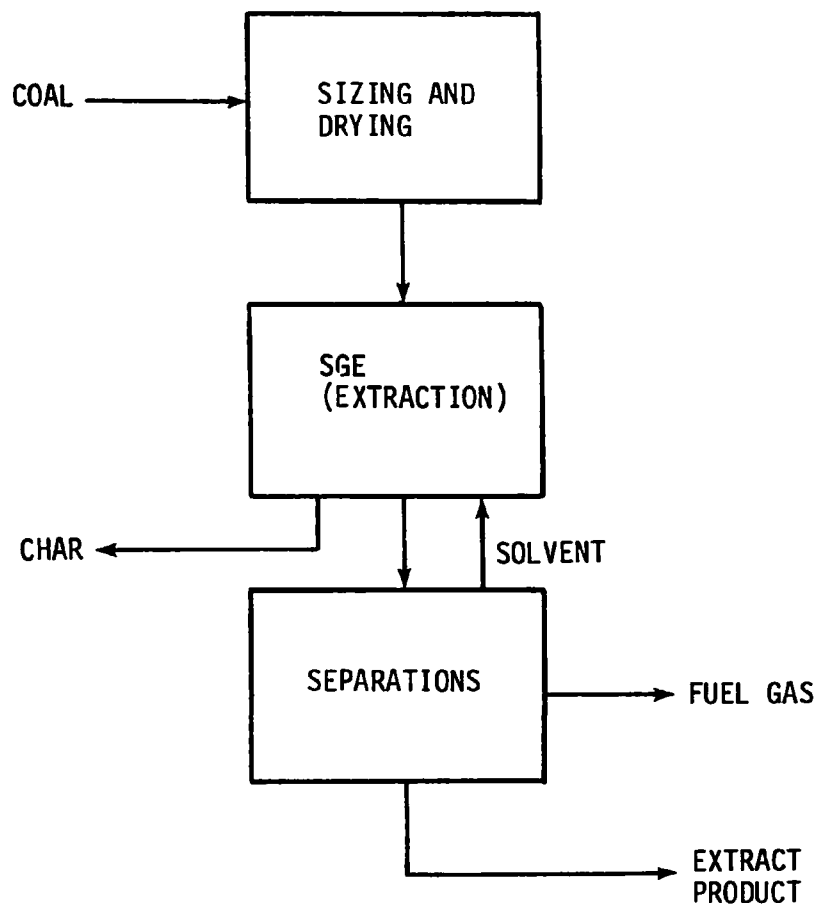 COAL
SIZING AND
DRYING
SGE
(EXTRACTION)
CHAR
SOLVENT
SEPARATIONS
FUEL GAS
EXTRACT
PRODUCT